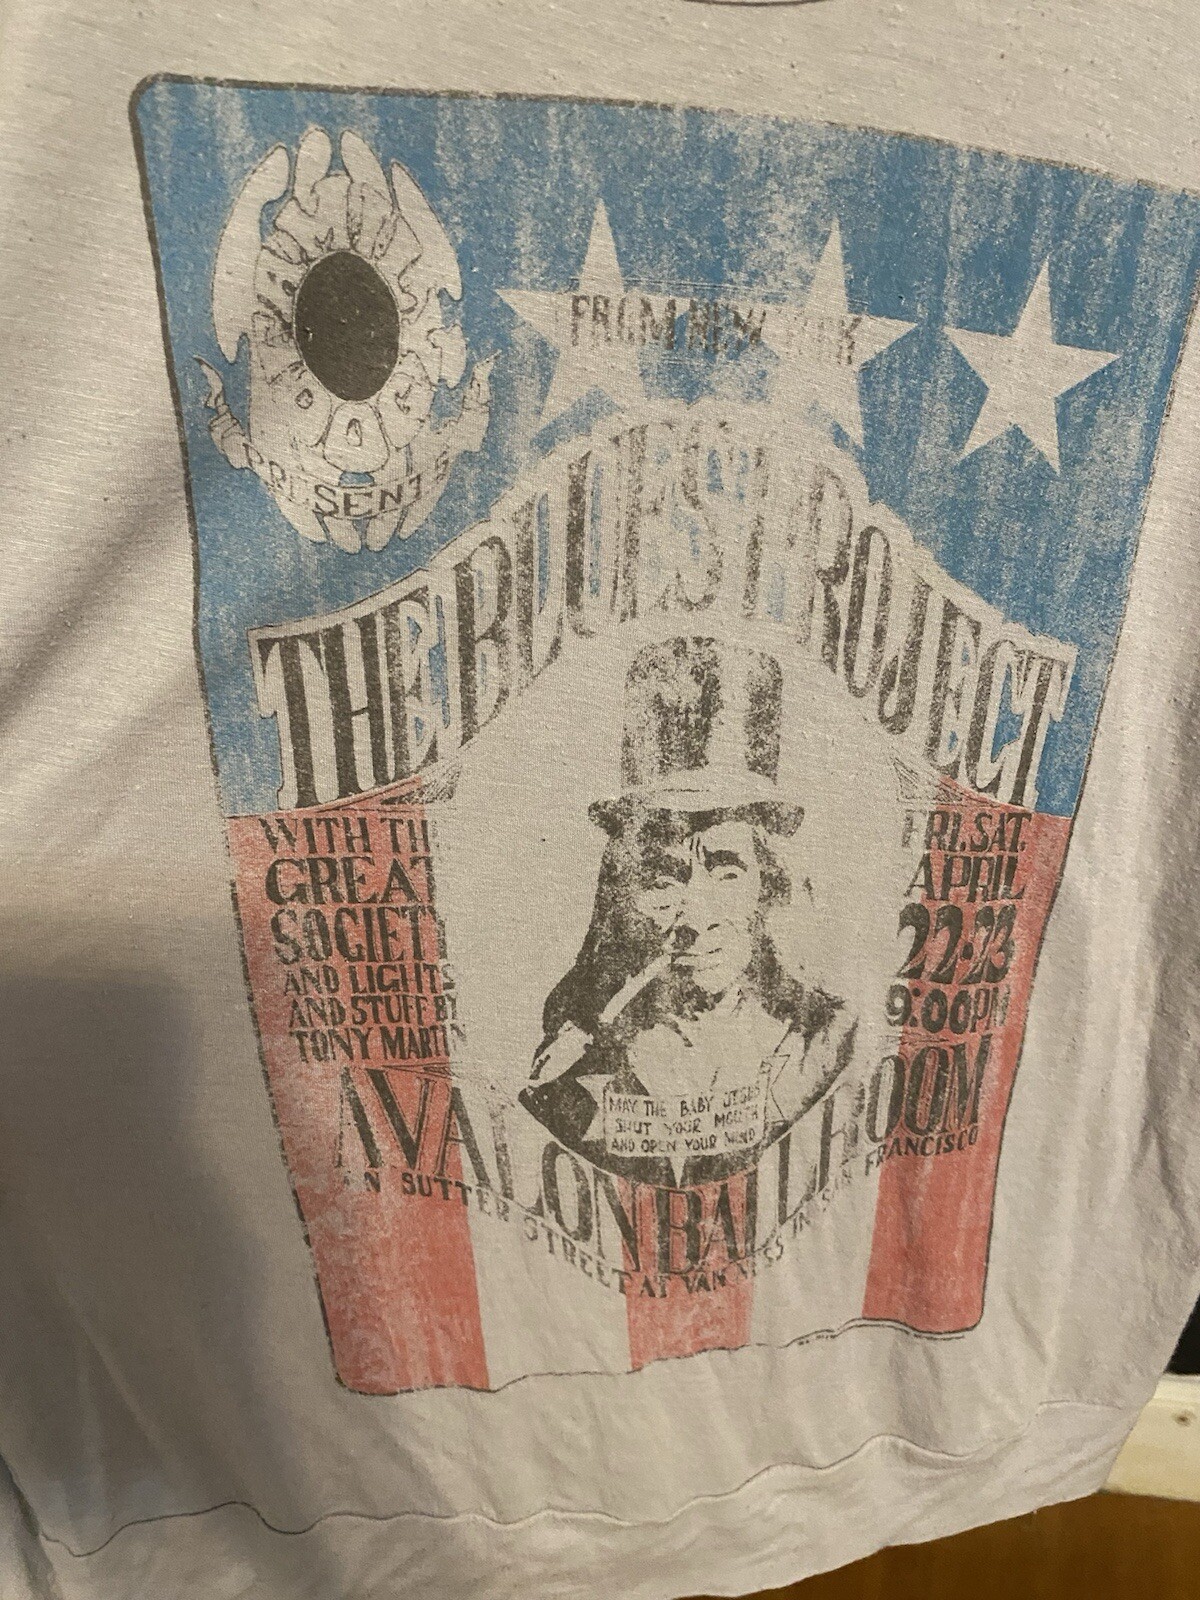 PRESENTS
FROM NEW YORK
THE BLUES PROJECT
WITH THE
GREAT
SOCIETY
AND LIGHTS
AND STUFF BY
TONY MARTIN
FRI. SAT.
APRIL
22-23
9:00PM
MAY THE BABY JESUS
SHUT YOUR MOUTH
AND OPEN YOUR MIND
AVALON BALLROOM
SUTTER STREET AT VAN NESS IN SAN FRANCISCO